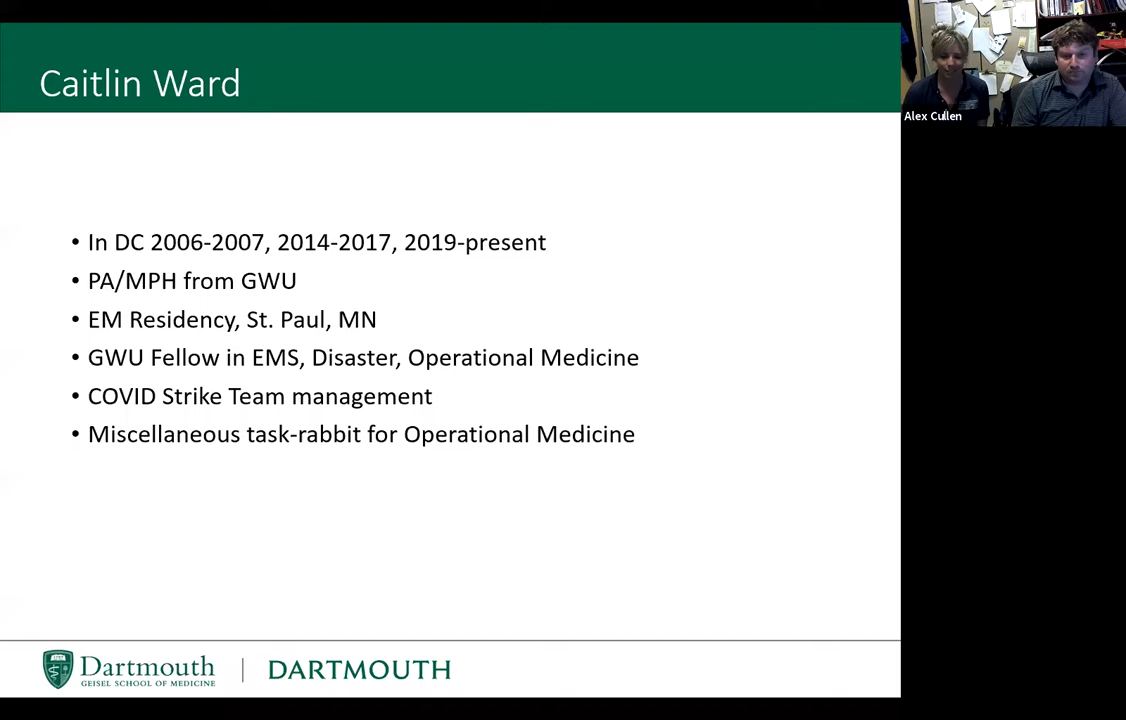 Caitlin Ward
Alex Cullen
• In DC 2006-2007, 2014-2017, 2019-present
• PA/MPH from GWU
• EM Residency, St. Paul, MN
• GWU Fellow in EMS, Disaster, Operational Medicine
• COVID Strike Team management
• Miscellaneous task-rabbit for Operational Medicine
Dartmouth
GEISEL SCHOOL OF MEDICINE
DARTMOUTH